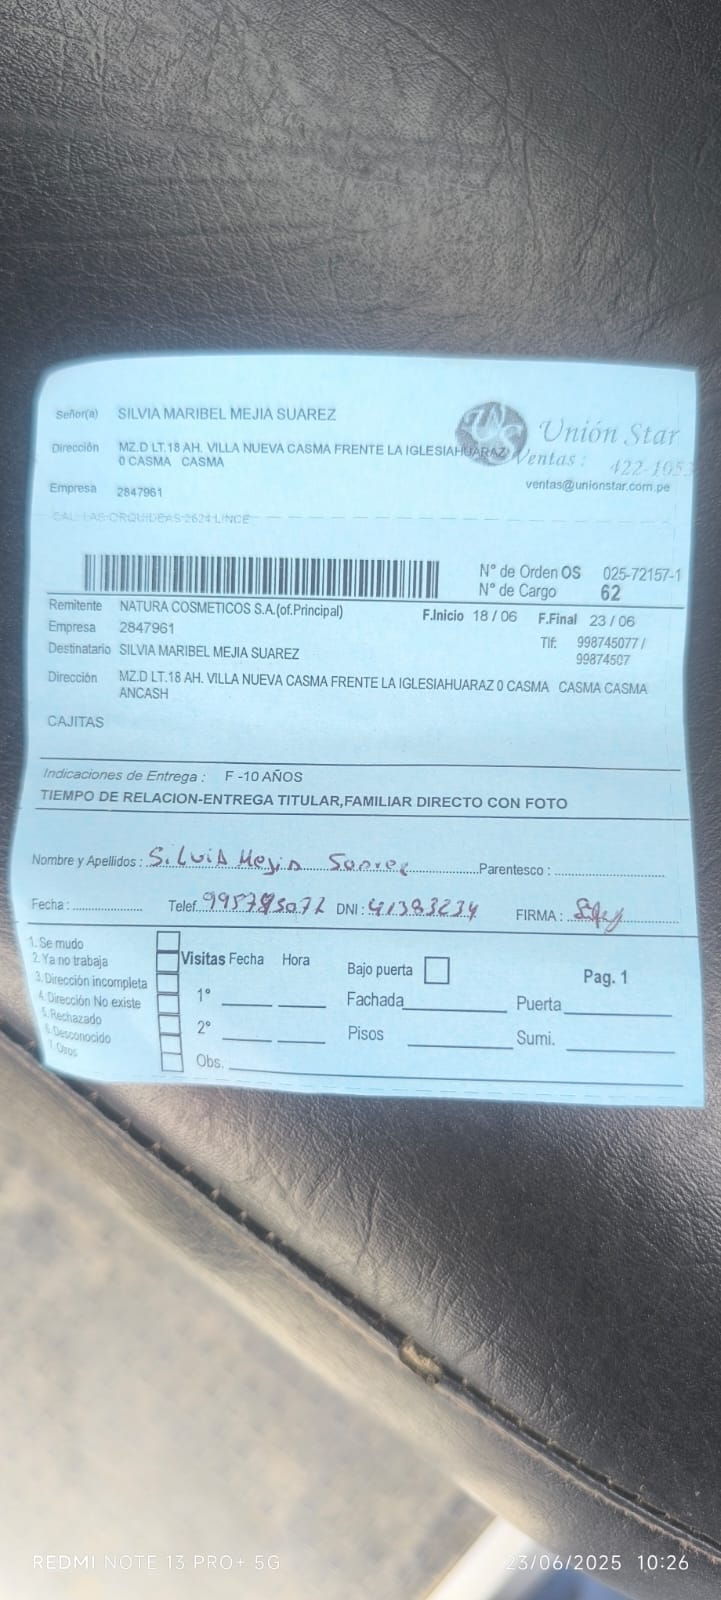 Señor(a) SILVIA MARIBEL MEJIA SUAREZ
Unión Star
Dirección MZ.D LT.18 AH. VILLA NUEVA CASMA FRENTE LA IGLESIAHUARAZ
0 CASMA CASMA
Ventas : 422-1053
Empresa 2847961
ventas@unionstar.com.pe
CAL. LAS ORQUIDEAS 2624 LINCE
N° de Orden OS 025-72157-1
N° de Cargo 62
Remitente NATURA COSMETICOS S.A.(of.Principal)
F.Inicio 18 / 06 F.Final 23 / 06
Empresa 2847961
Tlf: 998745077 /
99874507
Destinatario SILVIA MARIBEL MEJIA SUAREZ
Dirección MZ.D LT.18 AH. VILLA NUEVA CASMA FRENTE LA IGLESIAHUARAZ 0 CASMA CASMA CASMA
ANCASH
CAJITAS
Indicaciones de Entrega : F -10 AÑOS
TIEMPO DE RELACION-ENTREGA TITULAR,FAMILIAR DIRECTO CON FOTO
Nombre y Apellidos : Silvia Mejia Suarez Parentesco :
Fecha : Telef. DNI : 41383234 FIRMA :
1. Se mudo
2. Ya no trabaja
3. Dirección incompleta
4. Dirección No existe
5. Rechazado
6. Desconocido
7. Otros
Visitas Fecha Hora
1°
2°
Obs.
Bajo puerta
Fachada
Pisos
Pag. 1
Puerta
Sumi.
REDMI NOTE 13 PRO+ 5G
23/06/2025 10:26